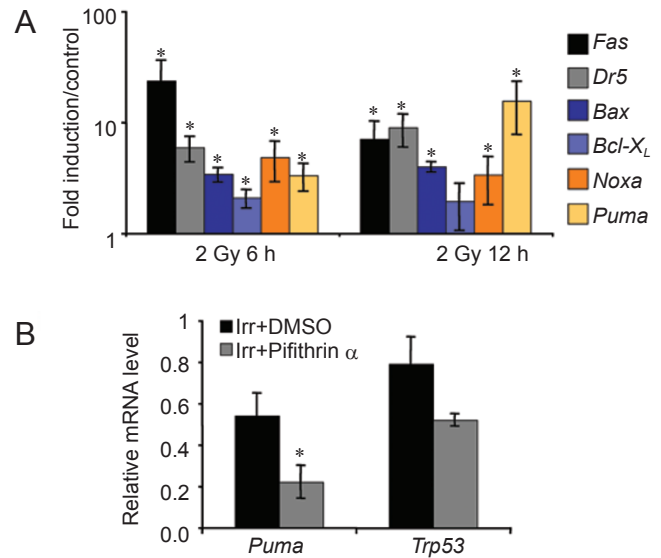 A
Fold induction/control
100
10
1
2 Gy 6 h
2 Gy 12 h
*
*
*
*
*
*
*
*
*
*
*
Fas
Dr5
Bax
Bcl-XL
Noxa
Puma
B
Relative mRNA level
1
0.8
0.6
0.4
0.2
0.0
Irr+DMSO
Irr+Pifithrin α
*
Puma
Trp53